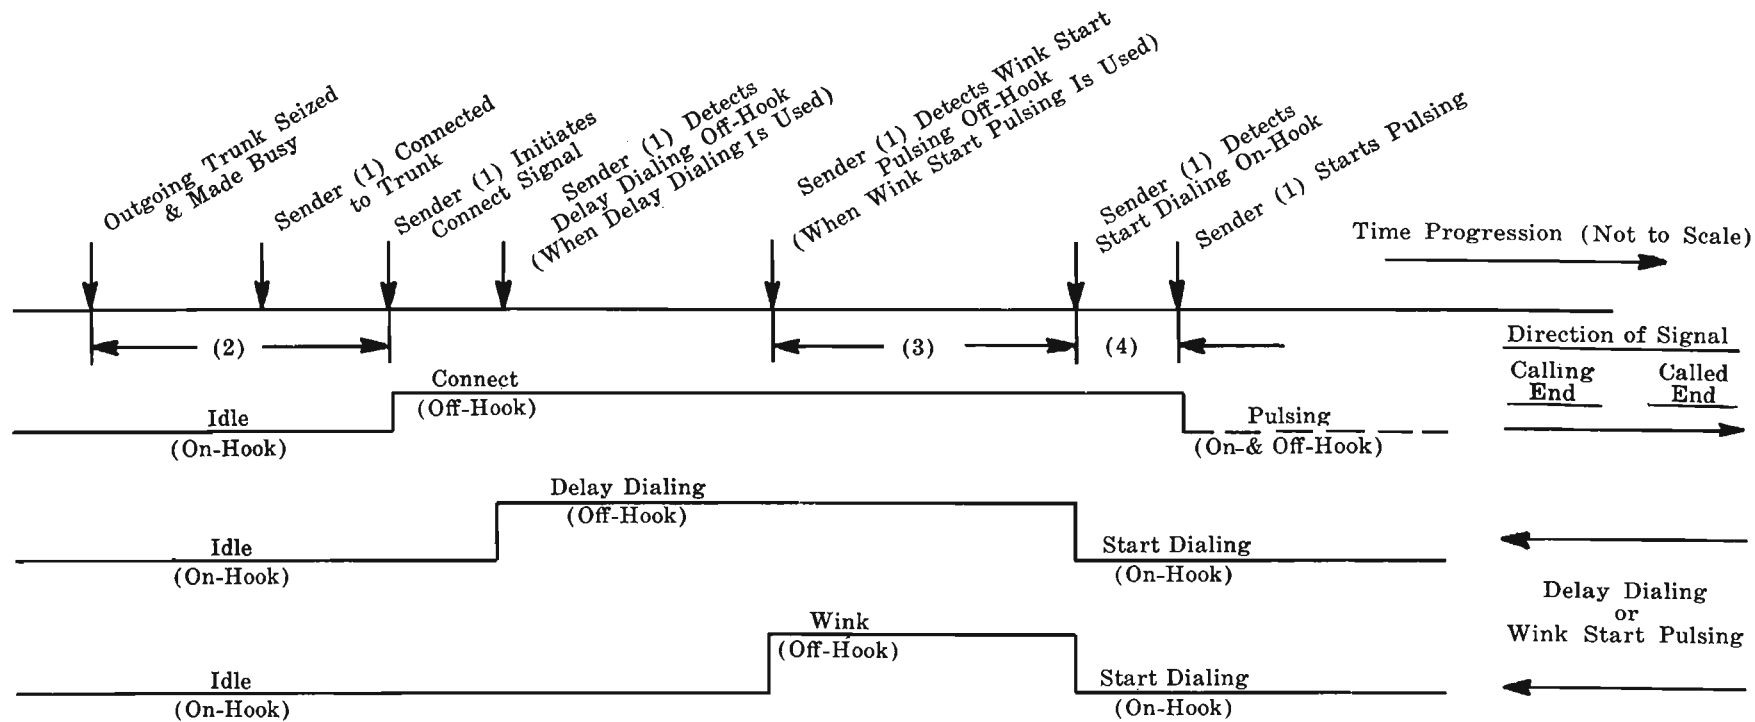 Outgoing Trunk Seized
& Made Busy
Sender (1) Connected
to Trunk
Sender (1) Initiates
Connect Signal
Sender (1) Detects
Delay Dialing Off-Hook
(When Delay Dialing Is Used)
Sender (1) Detects Wink Start
Pulsing Off-Hook
(When Wink Start Pulsing Is Used)
Sender (1) Detects
Start Dialing On-Hook
Sender (1) Starts Pulsing
Time Progression (Not to Scale)
(2)
(3)
(4)
Direction of Signal
Calling
End
Called
End
Connect
(Off-Hook)
Idle
(On-Hook)
Pulsing
(On-& Off-Hook)
Delay Dialing
(Off-Hook)
Idle
(On-Hook)
Start Dialing
(On-Hook)
Delay Dialing
or
Wink Start Pulsing
Wink
(Off-Hook)
Idle
(On-Hook)
Start Dialing
(On-Hook)